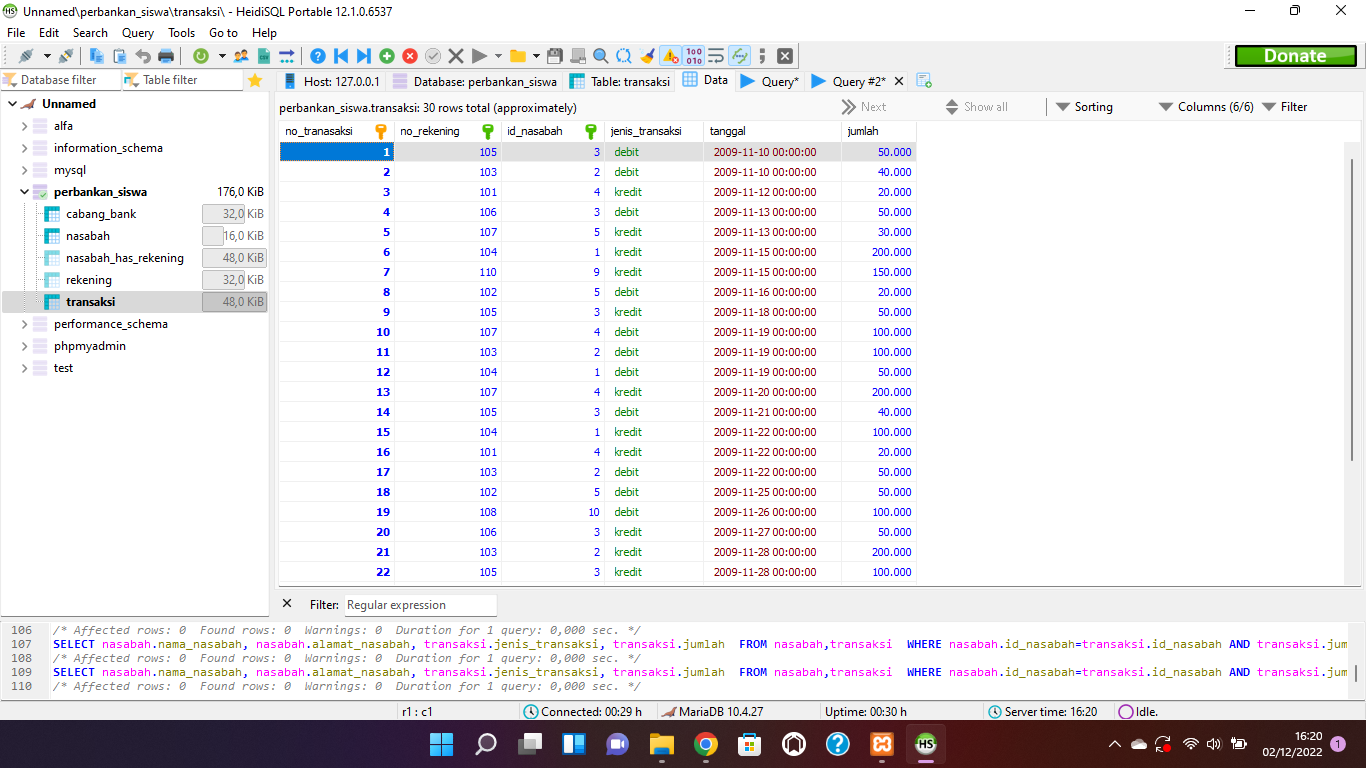 Unnamed\perbankan_siswa\transaksi\ - HeidiSQL Portable 12.1.0.6537
File Edit Search Query Tools Go to Help
Donate
Database filter Table filter
Host: 127.0.0.1 Database: perbankan_siswa Table: transaksi Data Query* Query #2*
Unnamed
alfa
information_schema
mysql
perbankan_siswa 176,0 KiB
cabang_bank 32,0 KiB
nasabah 16,0 KiB
nasabah_has_rekening 48,0 KiB
rekening 32,0 KiB
transaksi 48,0 KiB
performance_schema
phpmyadmin
test
perbankan_siswa.transaksi: 30 rows total (approximately) Next Show all Sorting Columns (6/6) Filter
no_tranasaksi no_rekening id_nasabah jenis_transaksi tanggal jumlah
1 105 3 debit 2009-11-10 00:00:00 50.000
2 103 2 debit 2009-11-10 00:00:00 40.000
3 101 4 kredit 2009-11-12 00:00:00 20.000
4 106 3 debit 2009-11-13 00:00:00 50.000
5 107 5 kredit 2009-11-13 00:00:00 30.000
6 104 1 kredit 2009-11-15 00:00:00 200.000
7 110 9 kredit 2009-11-15 00:00:00 150.000
8 102 5 debit 2009-11-16 00:00:00 20.000
9 105 3 kredit 2009-11-18 00:00:00 50.000
10 107 4 debit 2009-11-19 00:00:00 100.000
11 103 2 debit 2009-11-19 00:00:00 100.000
12 104 1 debit 2009-11-19 00:00:00 50.000
13 107 4 kredit 2009-11-20 00:00:00 200.000
14 105 3 debit 2009-11-21 00:00:00 40.000
15 104 1 kredit 2009-11-22 00:00:00 100.000
16 101 4 kredit 2009-11-22 00:00:00 20.000
17 103 2 debit 2009-11-22 00:00:00 50.000
18 102 5 debit 2009-11-25 00:00:00 50.000
19 108 10 debit 2009-11-26 00:00:00 100.000
20 106 3 kredit 2009-11-27 00:00:00 50.000
21 103 2 kredit 2009-11-28 00:00:00 200.000
22 105 3 kredit 2009-11-28 00:00:00 100.000
Filter: Regular expression
106 /* Affected rows: 0 Found rows: 0 Warnings: 0 Duration for 1 query: 0,000 sec. */
107 SELECT nasabah.nama_nasabah, nasabah.alamat_nasabah, transaksi.jenis_transaksi, transaksi.jumlah FROM nasabah,transaksi WHERE nasabah.id_nasabah=transaksi.id_nasabah AND transaksi.jum
108 /* Affected rows: 0 Found rows: 0 Warnings: 0 Duration for 1 query: 0,000 sec. */
109 SELECT nasabah.nama_nasabah, nasabah.alamat_nasabah, transaksi.jenis_transaksi, transaksi.jumlah FROM nasabah,transaksi WHERE nasabah.id_nasabah=transaksi.id_nasabah AND transaksi.jum
110 /* Affected rows: 0 Found rows: 0 Warnings: 0 Duration for 1 query: 0,000 sec. */
r1 : c1 Connected: 00:29 h MariaDB 10.4.27 Uptime: 00:30 h Server time: 16:20 Idle.
HS
16:20
02/12/2022 1